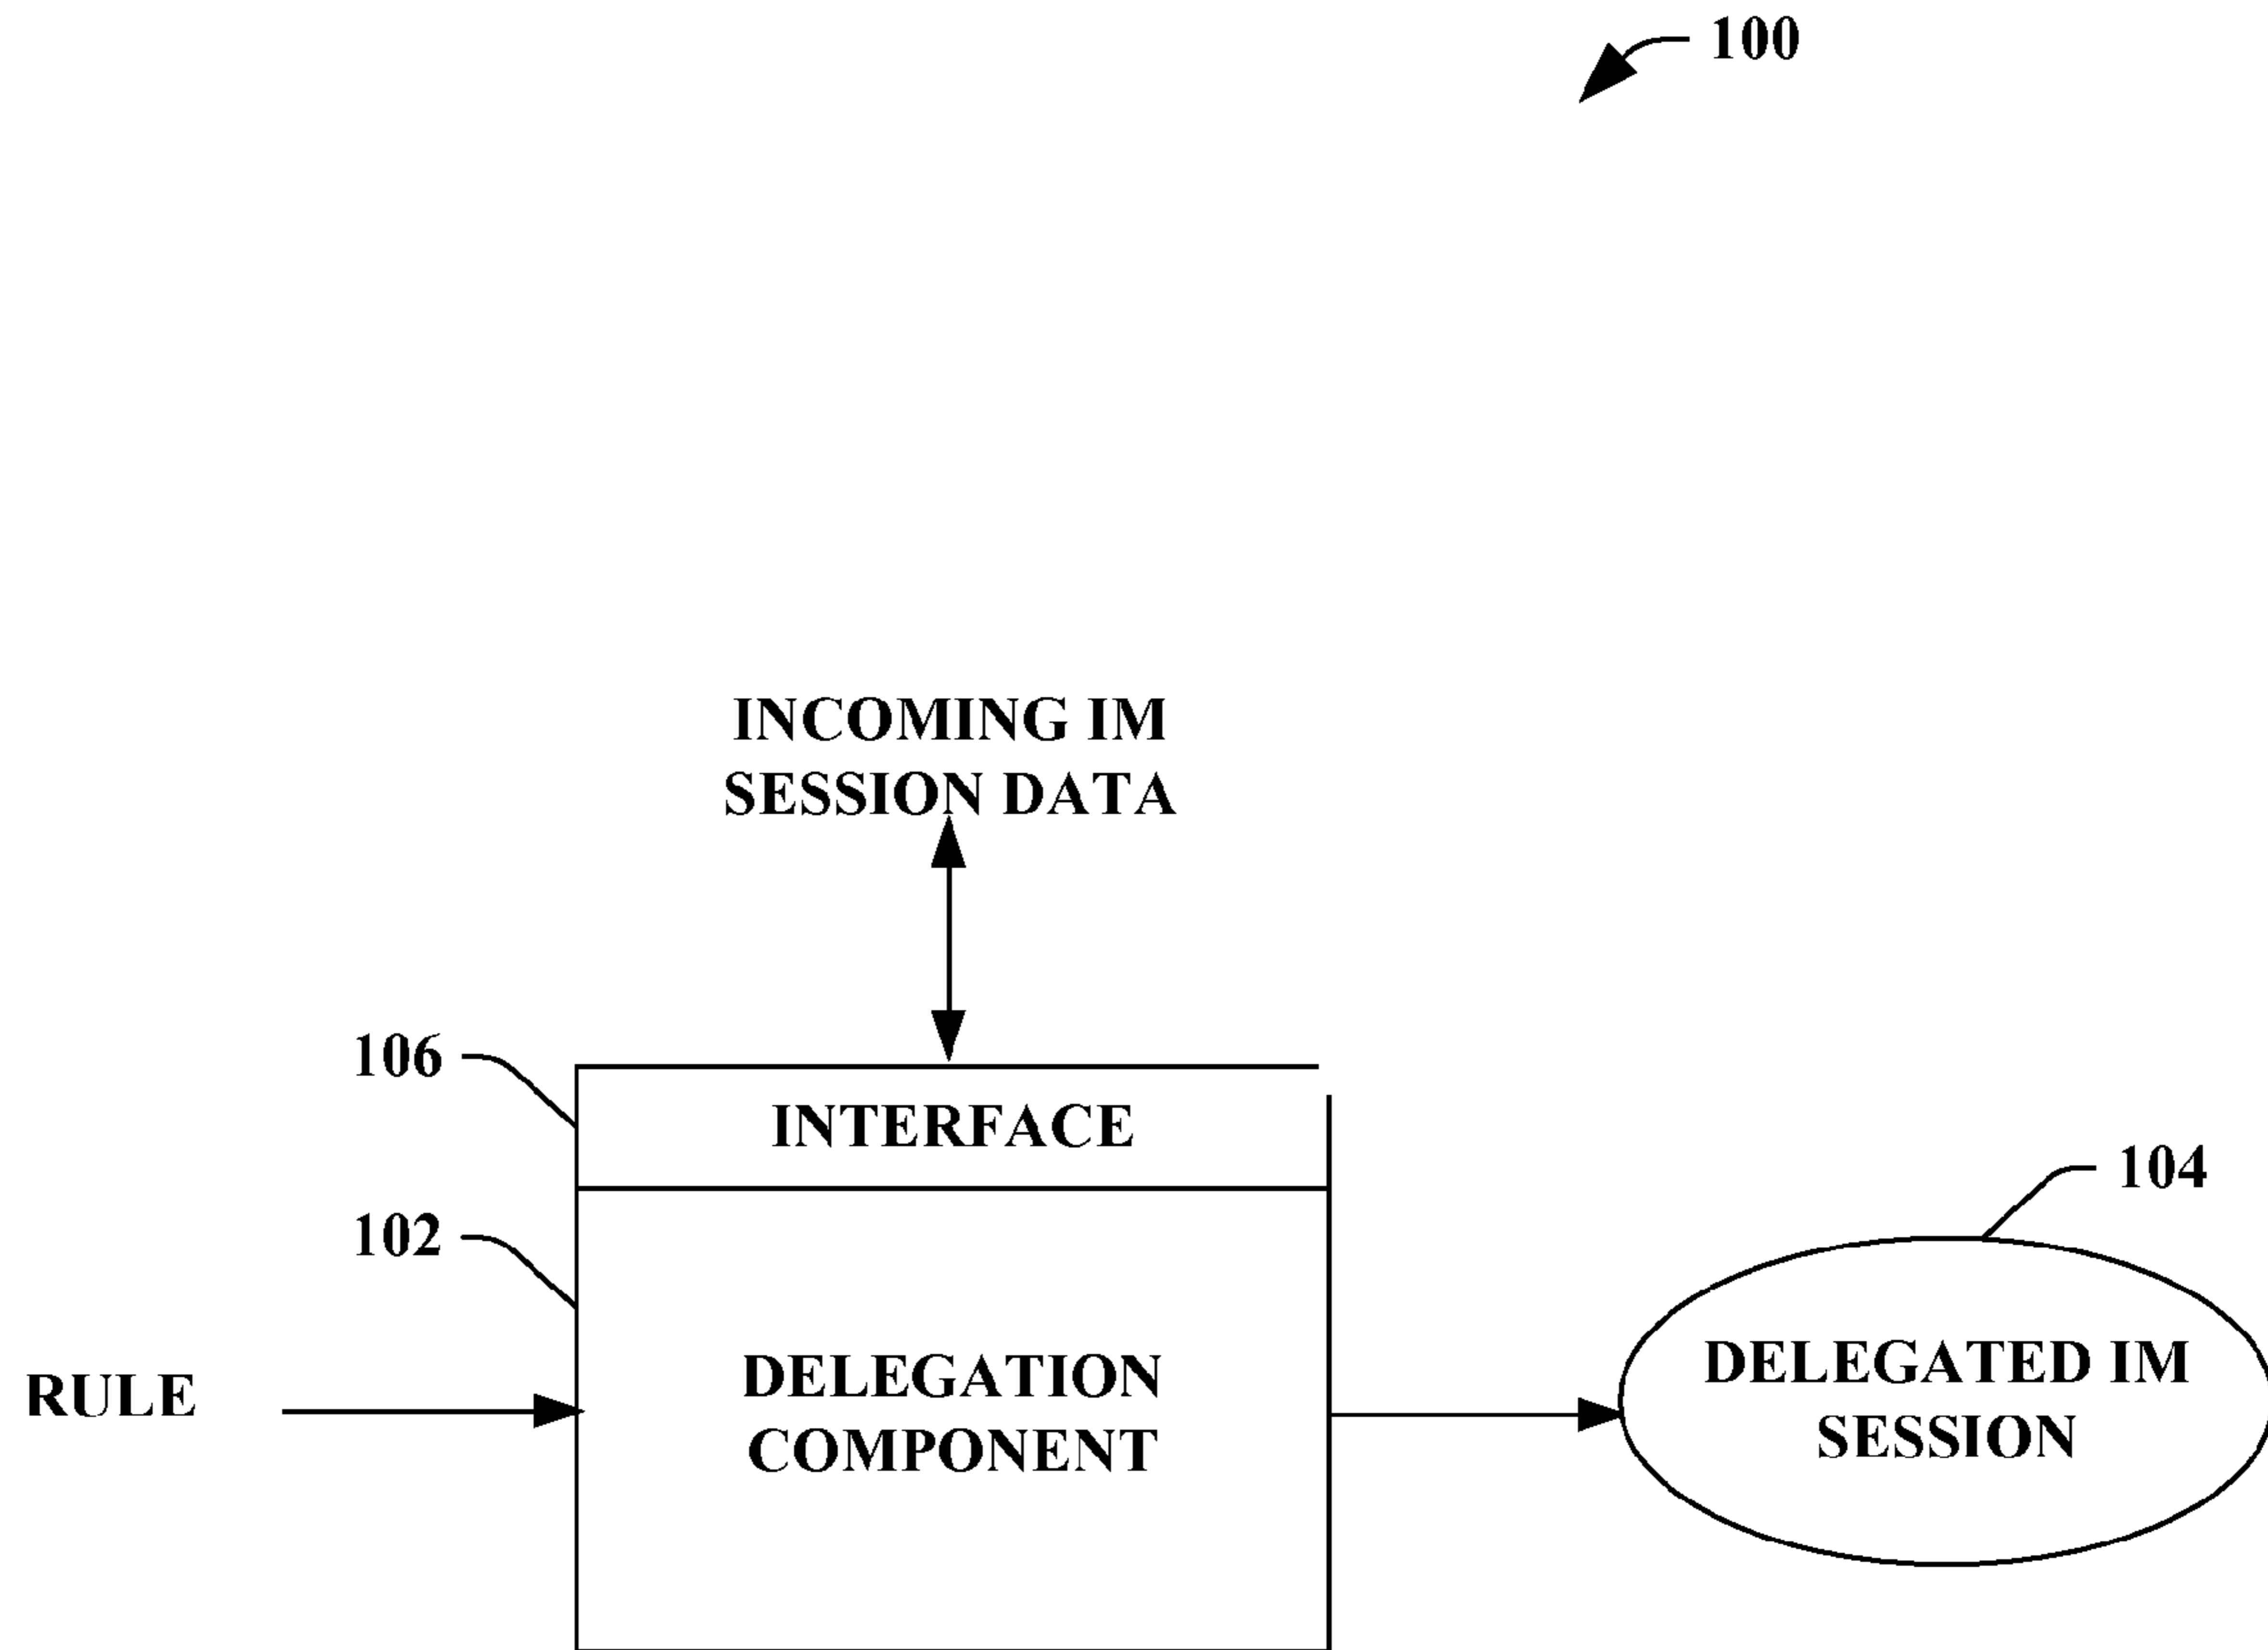 100
INCOMING IM
SESSION DATA
106
INTERFACE
104
102
DELEGATION
COMPONENT
DELEGATED IM
SESSION
RULE